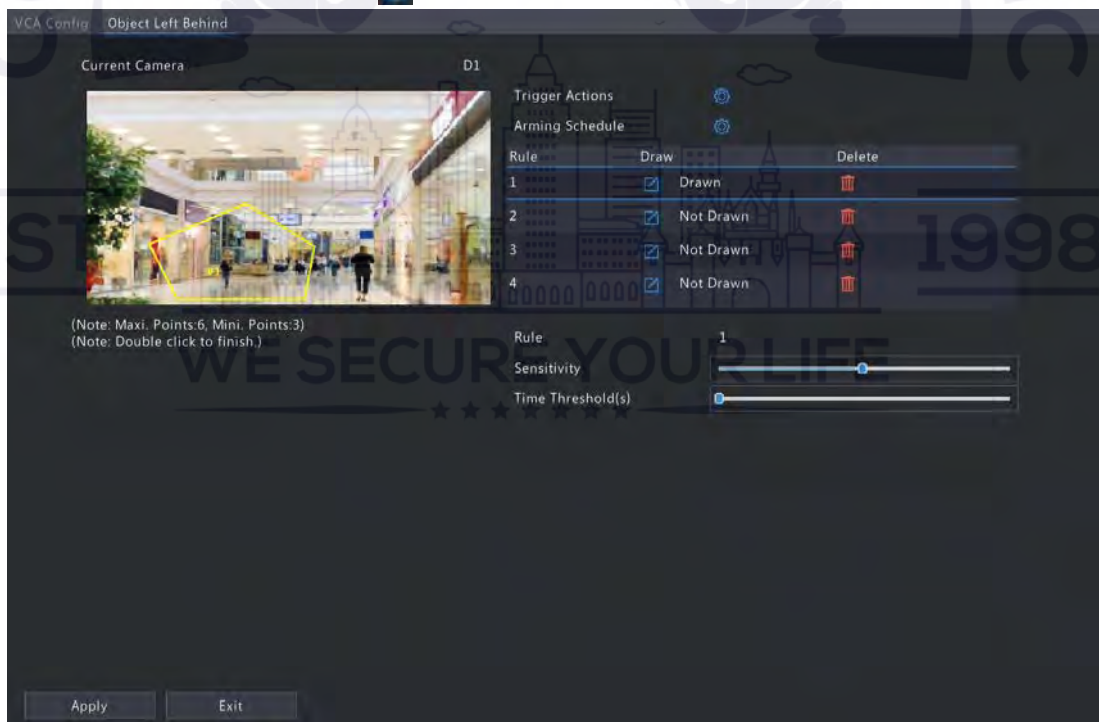 VCA Config Object Left Behind
Current Camera D1
Trigger Actions
Arming Schedule
Rule Draw Delete
1 Drawn
2 Not Drawn
3 Not Drawn
4 Not Drawn
(Note: Maxi. Points:6, Mini. Points:3)
(Note: Double click to finish.)
Rule 1
Sensitivity
Time Threshold(s)
ST 1998
WE SECURE YOUR LIFE
Apply Exit